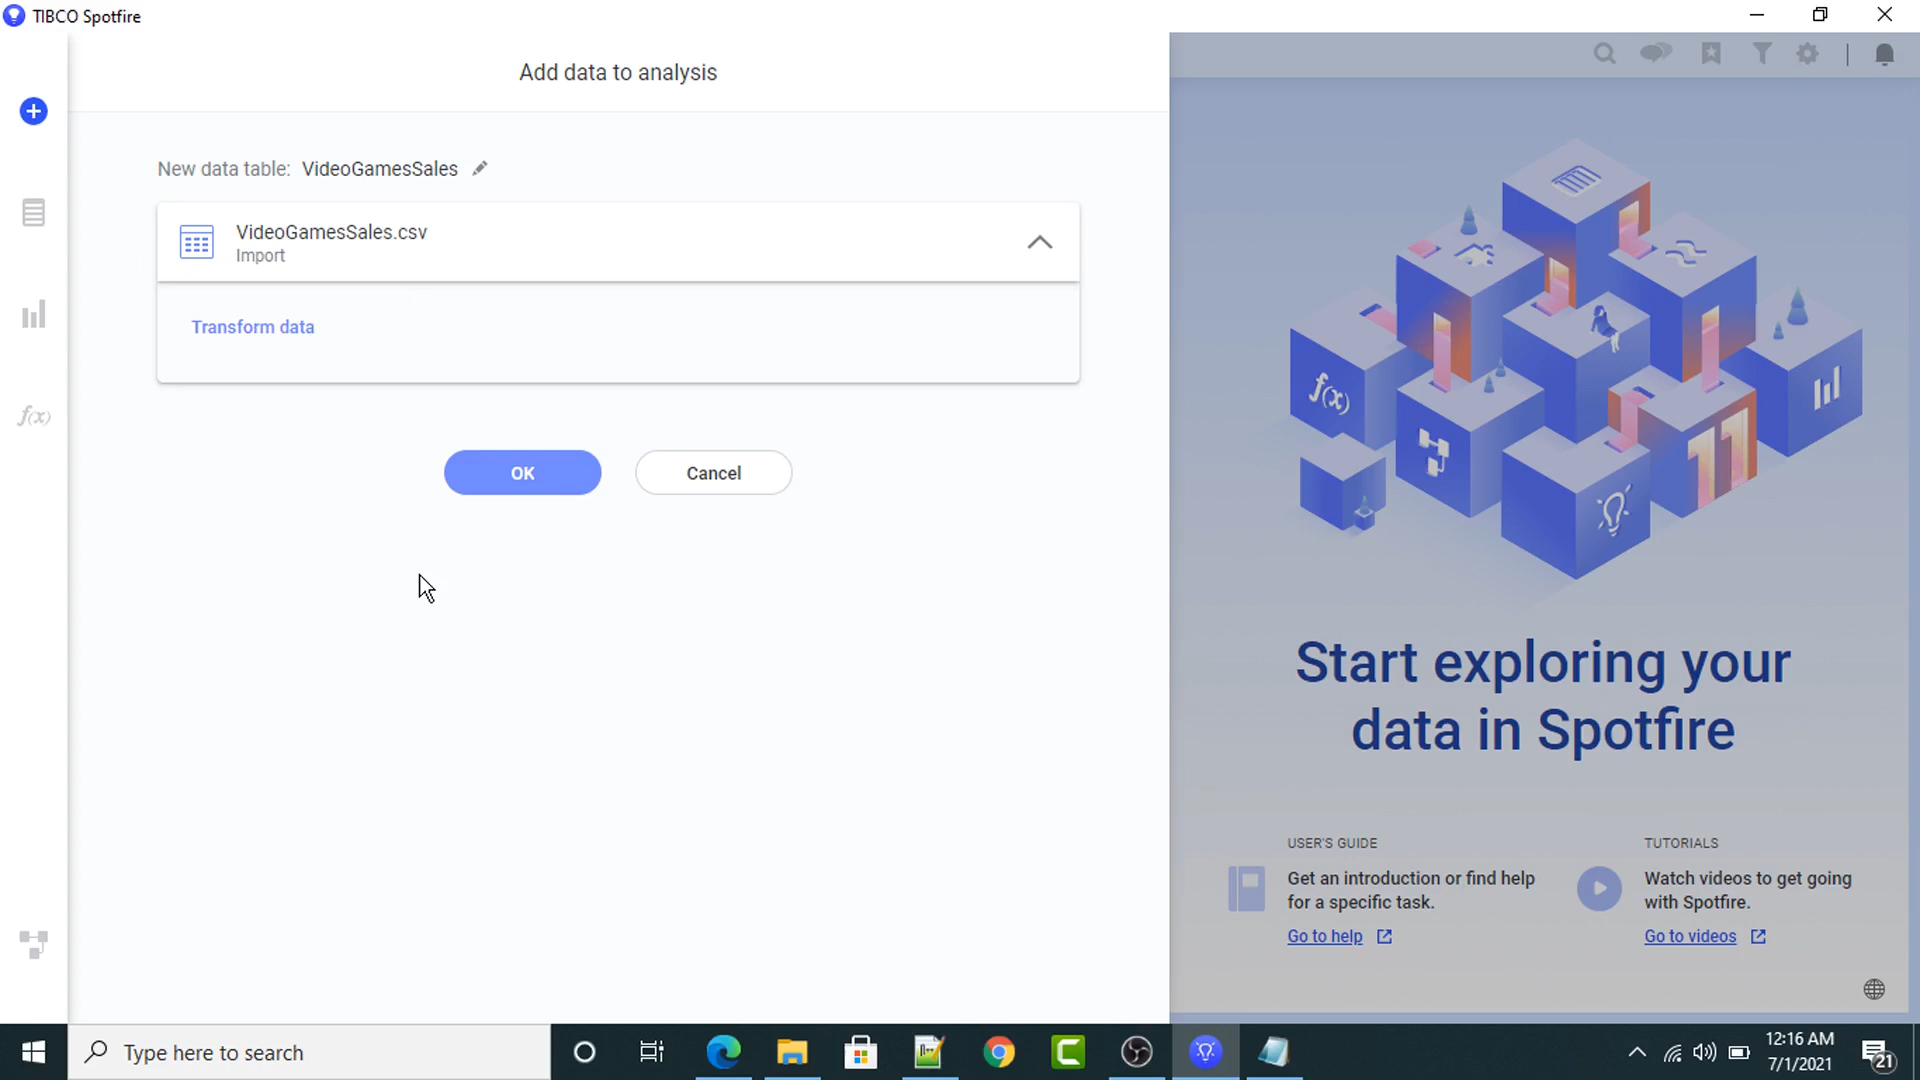 TIBCO Spotfire
Add data to analysis
New data table: VideoGamesSales
VideoGamesSales.csv
Import
Transform data
OK
Cancel
f(x)
f(x)
Start exploring your
data in Spotfire
USER'S GUIDE
Get an introduction or find help
for a specific task.
Go to help
TUTORIALS
Watch videos to get going
with Spotfire.
Go to videos
Type here to search
12:16 AM
7/1/2021
21